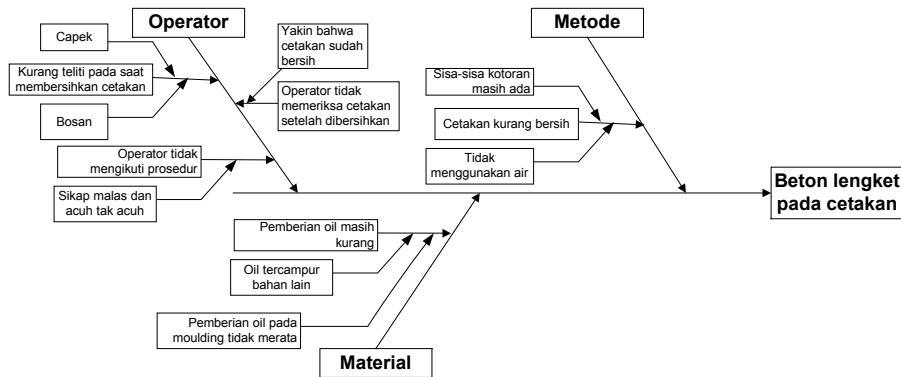 Operator
Metode
Capek
Yakin bahwa
cetakan sudah
bersih
Kurang teliti pada saat
membersihkan cetakan
Operator tidak
memeriksa cetakan
setelah dibersihkan
Bosan
Operator tidak
mengikuti prosedur
Sikap malas dan
acuh tak acuh
Sisa-sisa kotoran
masih ada
Cetakan kurang bersih
Tidak
menggunakan air
Beton lengket
pada cetakan
Pemberian oil masih
kurang
Oil tercampur
bahan lain
Pemberian oil pada
moulding tidak merata
Material